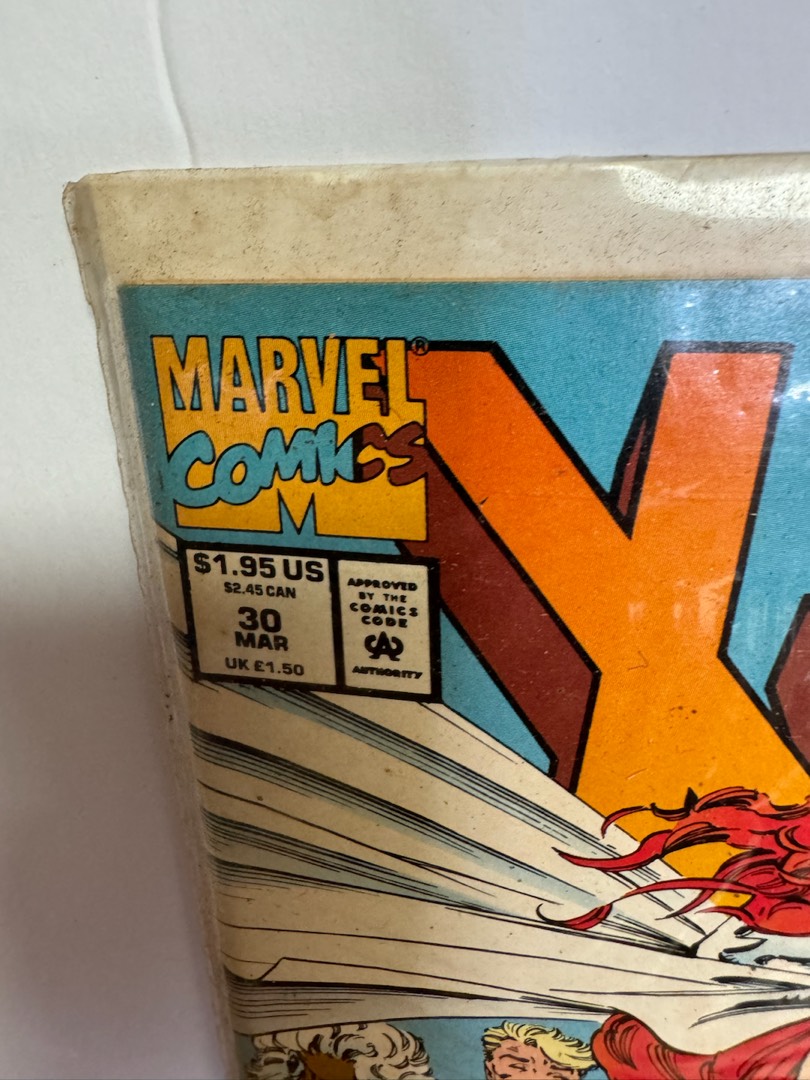 MARVEL®
COMICS
M
X
$1.95 US
$2.45 CAN
30
MAR
UK £1.50
APPROVED
BY THE
COMICS
CODE
CA
AUTHORITY